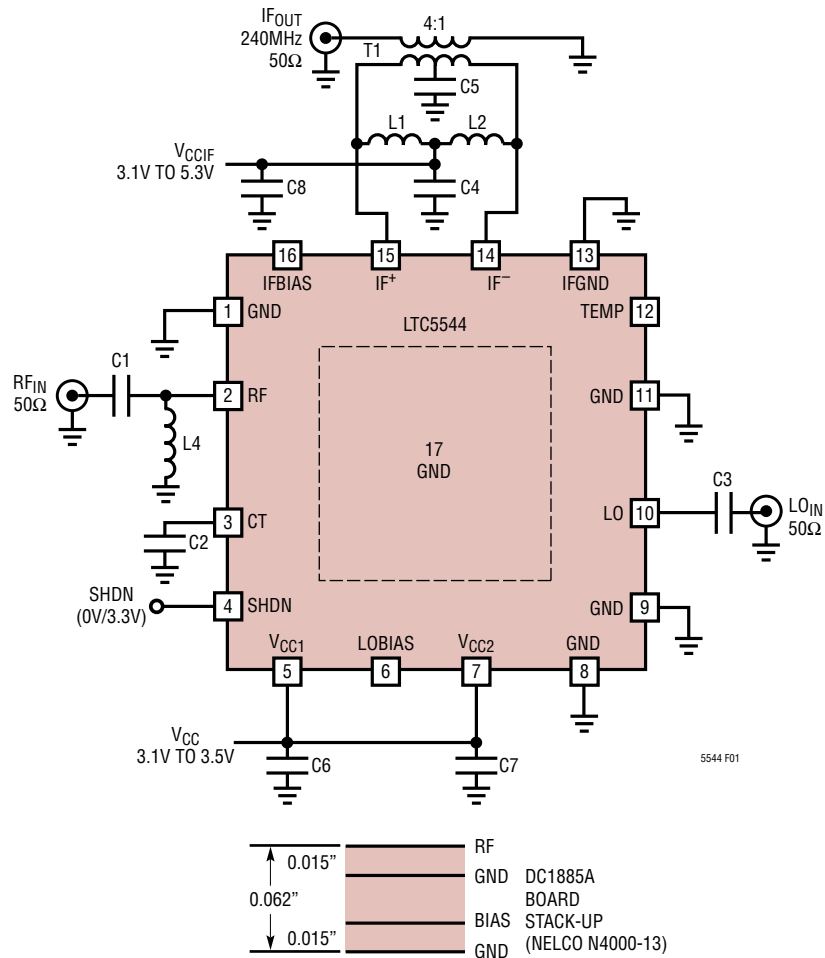 IFOUT
240MHz
50Ω
4:1
T1
C5
L1
L2
VCCIF
3.1V TO 5.3V
C8
C4
16
15
14
13
IFBIAS
IF+
IF−
IFGND
1
GND
LTC5544
TEMP
12
C1
RFIN
50Ω
2
RF
GND
11
L4
17
GND
C3
LO
10
LOIN
50Ω
3
CT
C2
SHDN
(0V/3.3V)
4
SHDN
GND
9
VCC1
LOBIAS
VCC2
GND
5
6
7
8
VCC
3.1V TO 3.5V
C6
C7
5544 F01
RF
0.015”
GND
0.062”
BIAS
0.015”
GND
DC1885A
BOARD
STACK-UP
(NELCO N4000-13)